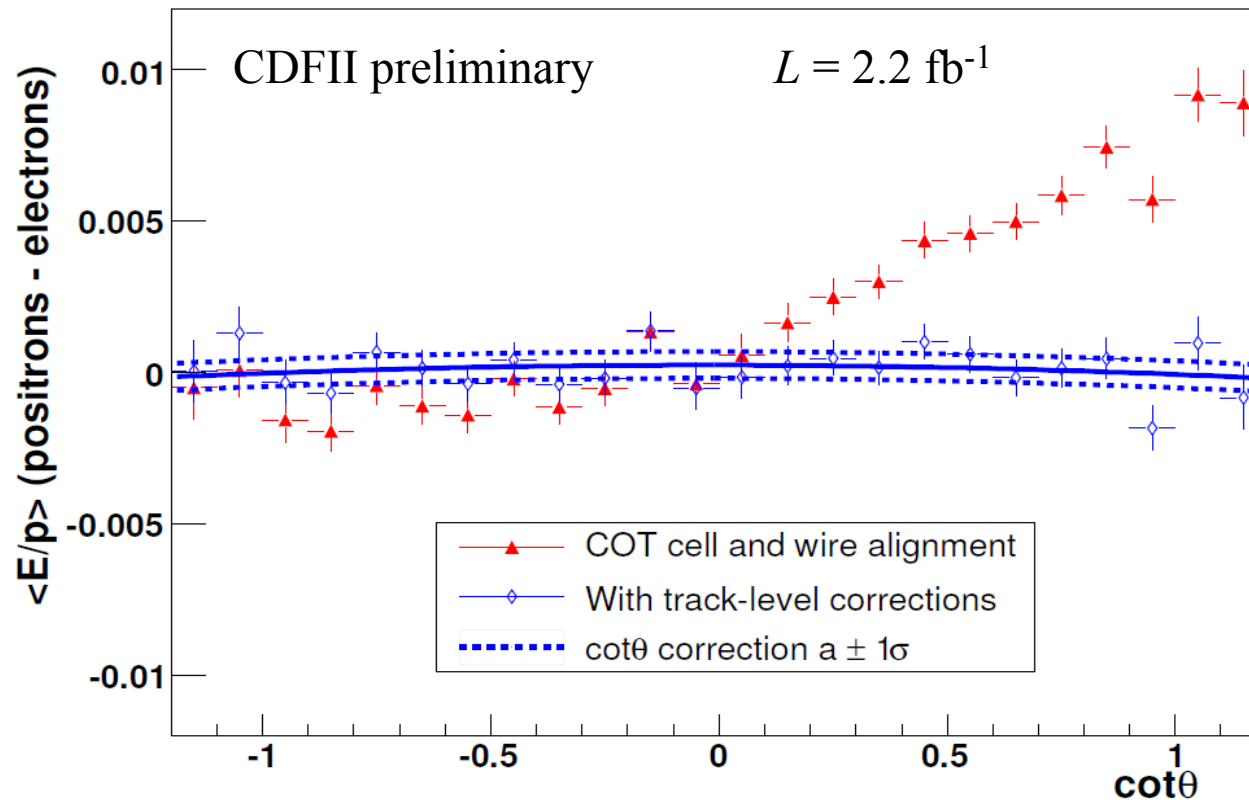 CDFII preliminary L = 2.2 fb-1
<E/p> (positrons - electrons)
0.01
0.005
0
-0.005
-0.01
COT cell and wire alignment
With track-level corrections
cotθ correction a ± 1σ
-1 -0.5 0 0.5 1
cotθ